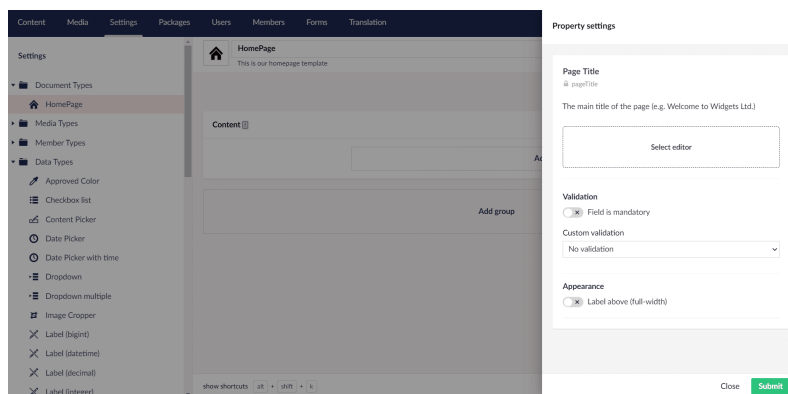 Content Media Settings Packages Users Members Forms Translation
Settings
Document Types
HomePage
Media Types
Member Types
Data Types
Approved Color
Checkbox list
Content Picker
Date Picker
Date Picker with time
Dropdown
Dropdown multiple
Image Cropper
Label (bigint)
Label (datetime)
Label (decimal)
Label (integer)
HomePage
This is our homepage template
Content
Add group
show shortcuts alt + shift + k
Property settings
Page Title
pageTitle
The main title of the page (e.g. Welcome to Widgets Ltd.)
Select editor
Validation
Field is mandatory
Custom validation
No validation
Appearance
Label above (full-width)
Close Submit